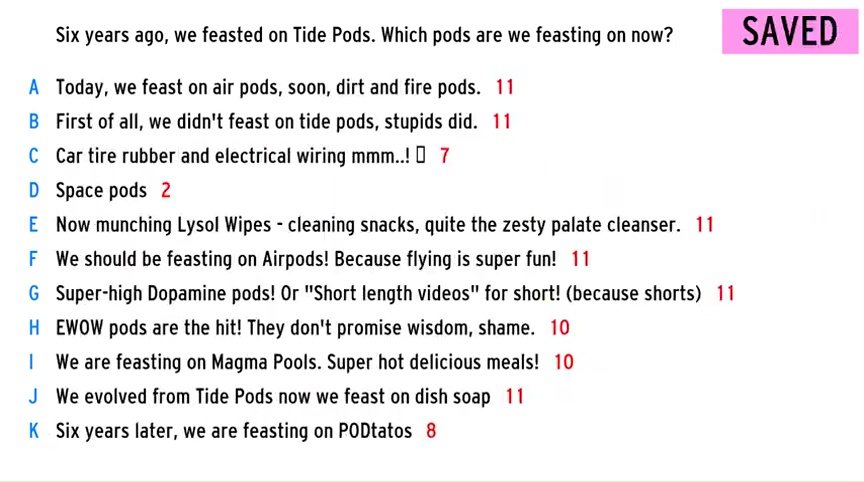 Six years ago, we feasted on Tide Pods. Which pods are we feasting on now?
SAVED
A Today, we feast on air pods, soon, dirt and fire pods. 11
B First of all, we didn't feast on tide pods, stupids did. 11
C Car tire rubber and electrical wiring mmm..! ▯ 7
D Space pods 2
E Now munching Lysol Wipes - cleaning snacks, quite the zesty palate cleanser. 11
F We should be feasting on Airpods! Because flying is super fun! 11
G Super-high Dopamine pods! Or "Short length videos" for short! (because shorts) 11
H EWOW pods are the hit! They don't promise wisdom, shame. 10
I We are feasting on Magma Pools. Super hot delicious meals! 10
J We evolved from Tide Pods now we feast on dish soap 11
K Six years later, we are feasting on PODtatos 8